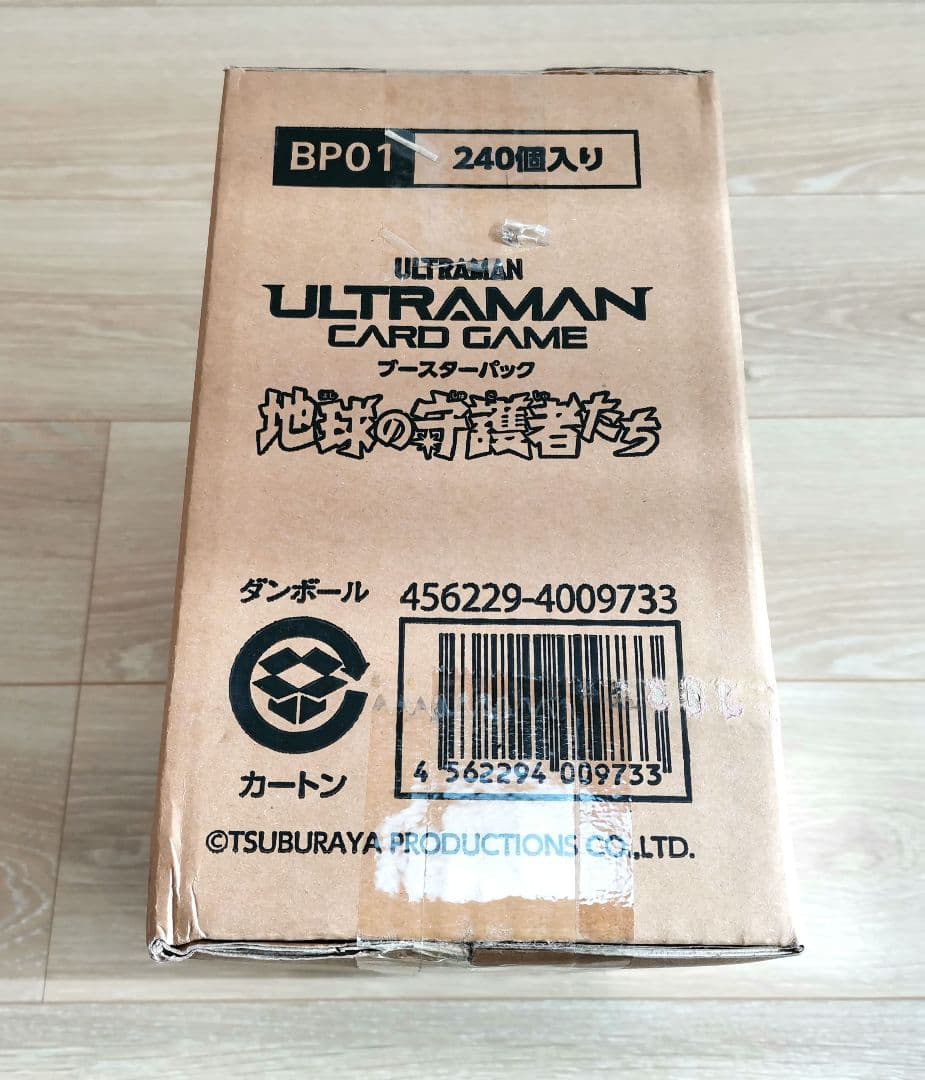 BP01 240個入り
ULTRAMAN
ULTRAMAN
CARD GAME
ブースターパック
地球の守護者たち
ダンボール 456229-4009733
カートン 4 562294 009733
©TSUBURAYA PRODUCTIONS CO.,LTD.